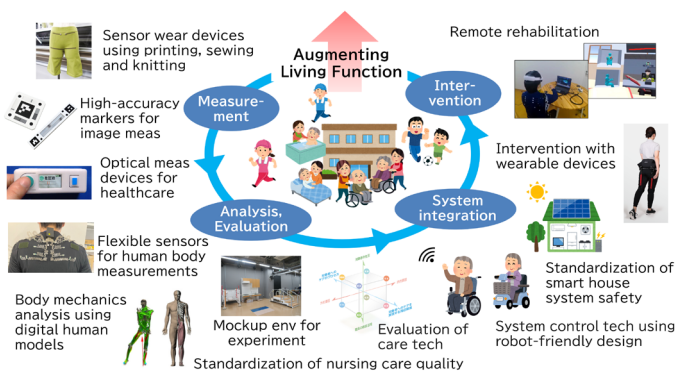 Sensor wear devices
using printing, sewing
and knitting
High-accuracy
markers for
image meas
Optical meas
devices for
healthcare
Flexible sensors
for human body
measurements
Body mechanics
analysis using
digital human
models
Augmenting
Living Function
Measure-
ment
Inter-
vention
Analysis,
Evaluation
System
integration
Remote rehabilitation
Intervention with
wearable devices
Standardization of
smart house
system safety
System control tech using
robot-friendly design
Mockup env for
experiment
Evaluation of
care tech
Standardization of nursing care quality